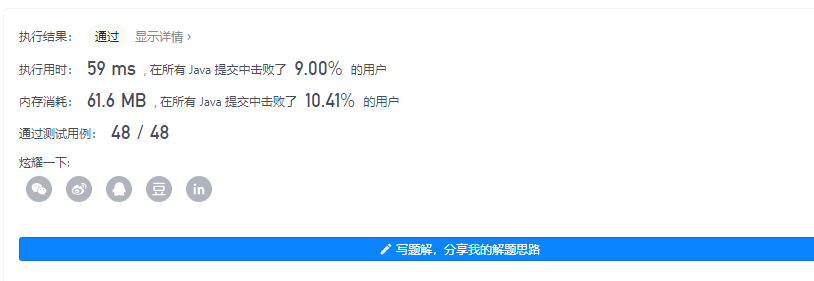 执行结果： 通过 显示详情 >
执行用时： 59 ms , 在所有 Java 提交中击败了 9.00% 的用户
内存消耗： 61.6 MB , 在所有 Java 提交中击败了 10.41% 的用户
通过测试用例： 48 / 48
炫耀一下:
豆 in
写题解，分享我的解题思路